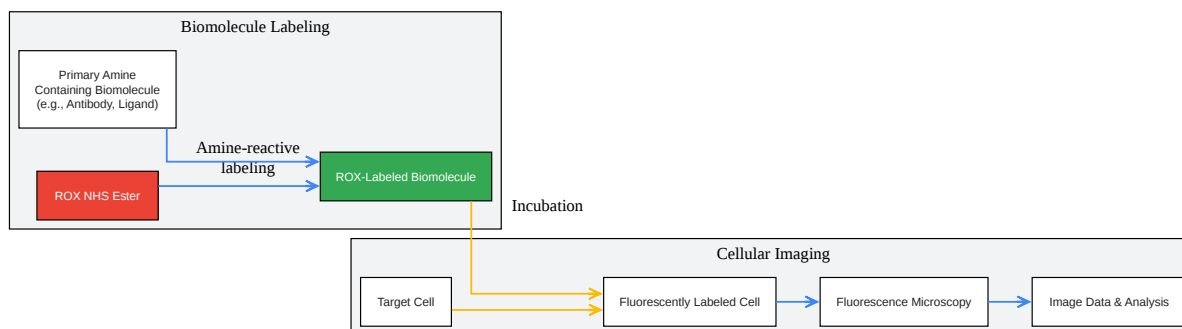 Biomolecule Labeling
Primary Amine
Containing Biomolecule
(e.g., Antibody, Ligand)
Amine-reactive
labeling
ROX NHS Ester
ROX-Labeled Biomolecule
Incubation
Cellular Imaging
Target Cell
Fluorescently Labeled Cell
Fluorescence Microscopy
Image Data & Analysis